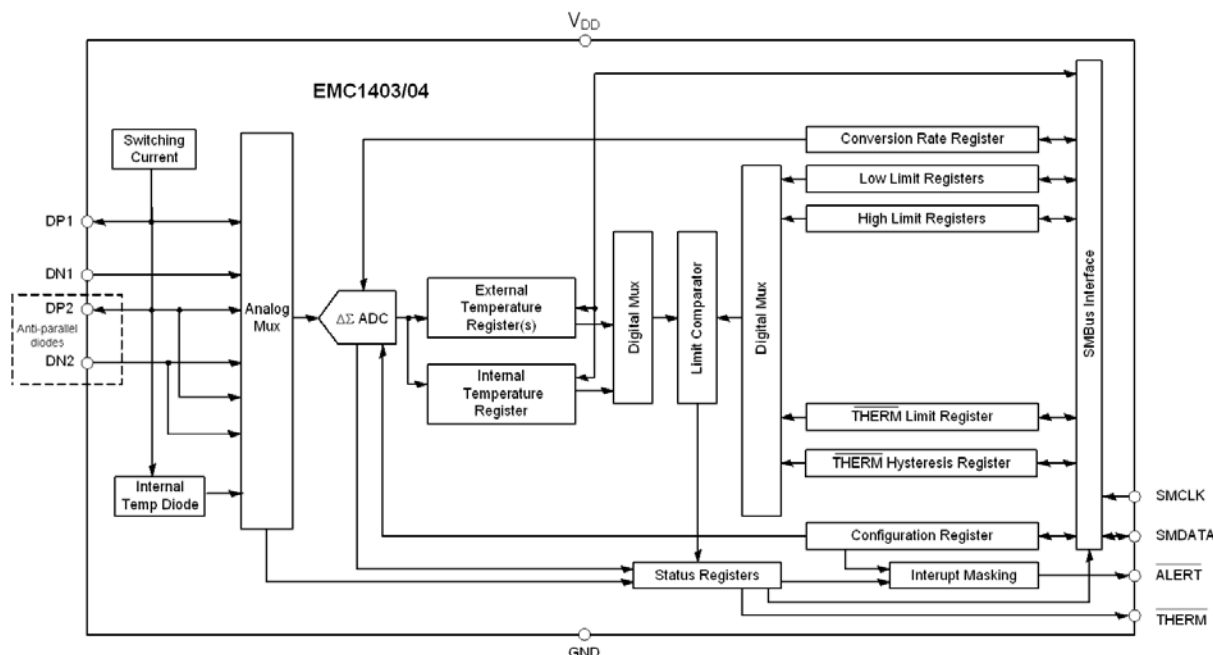 VDD
EMC1403/04
Switching
Current
Conversion Rate Register
Low Limit Registers
High Limit Registers
DP1
DN1
DP2
Anti-parallel
diodes
DN2
Analog
Mux
ΔΣ ADC
External
Temperature
Register(s)
Internal
Temperature
Register
Digital Mux
Limit Comparator
Digital Mux
SMBus Interface
THERM Limit Register
THERM Hysteresis Register
Internal
Temp Diode
SMCLK
Configuration Register
SMDATA
Status Registers
Interupt Masking
ALERT
THERM
GND